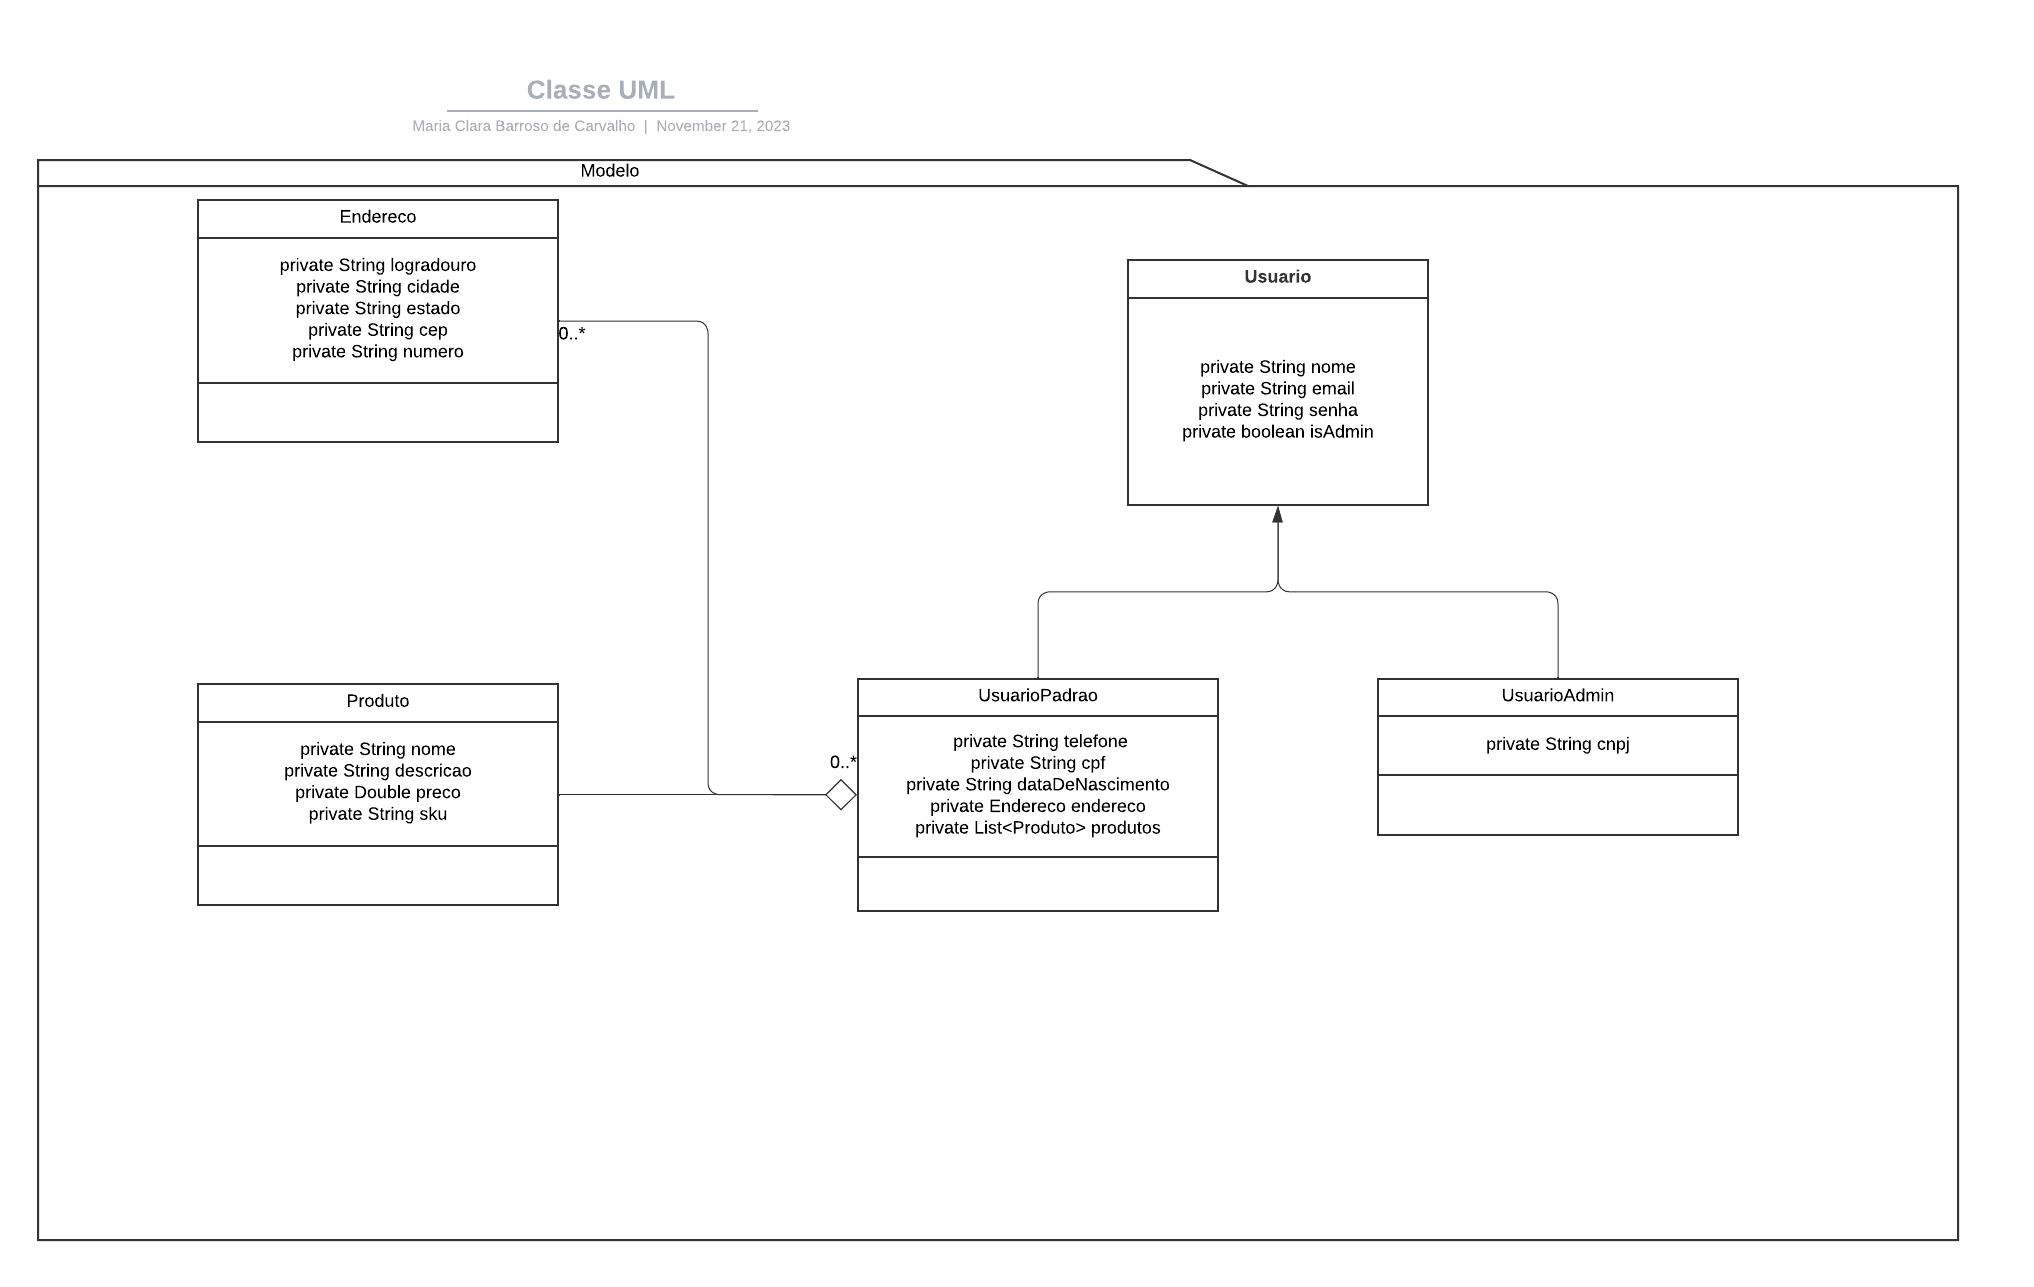 Classe UML
Maria Clara Barroso de Carvalho | November 21, 2023
Modelo
Endereco
private String logradouro
private String cidade
private String estado
private String cep
private String numero
0..*
Usuario
private String nome
private String email
private String senha
private boolean isAdmin
Produto
private String nome
private String descricao
private Double preco
private String sku
0..*
UsuarioPadrao
private String telefone
private String cpf
private String dataDeNascimento
private Endereco endereco
private List<Produto> produtos
UsuarioAdmin
private String cnpj